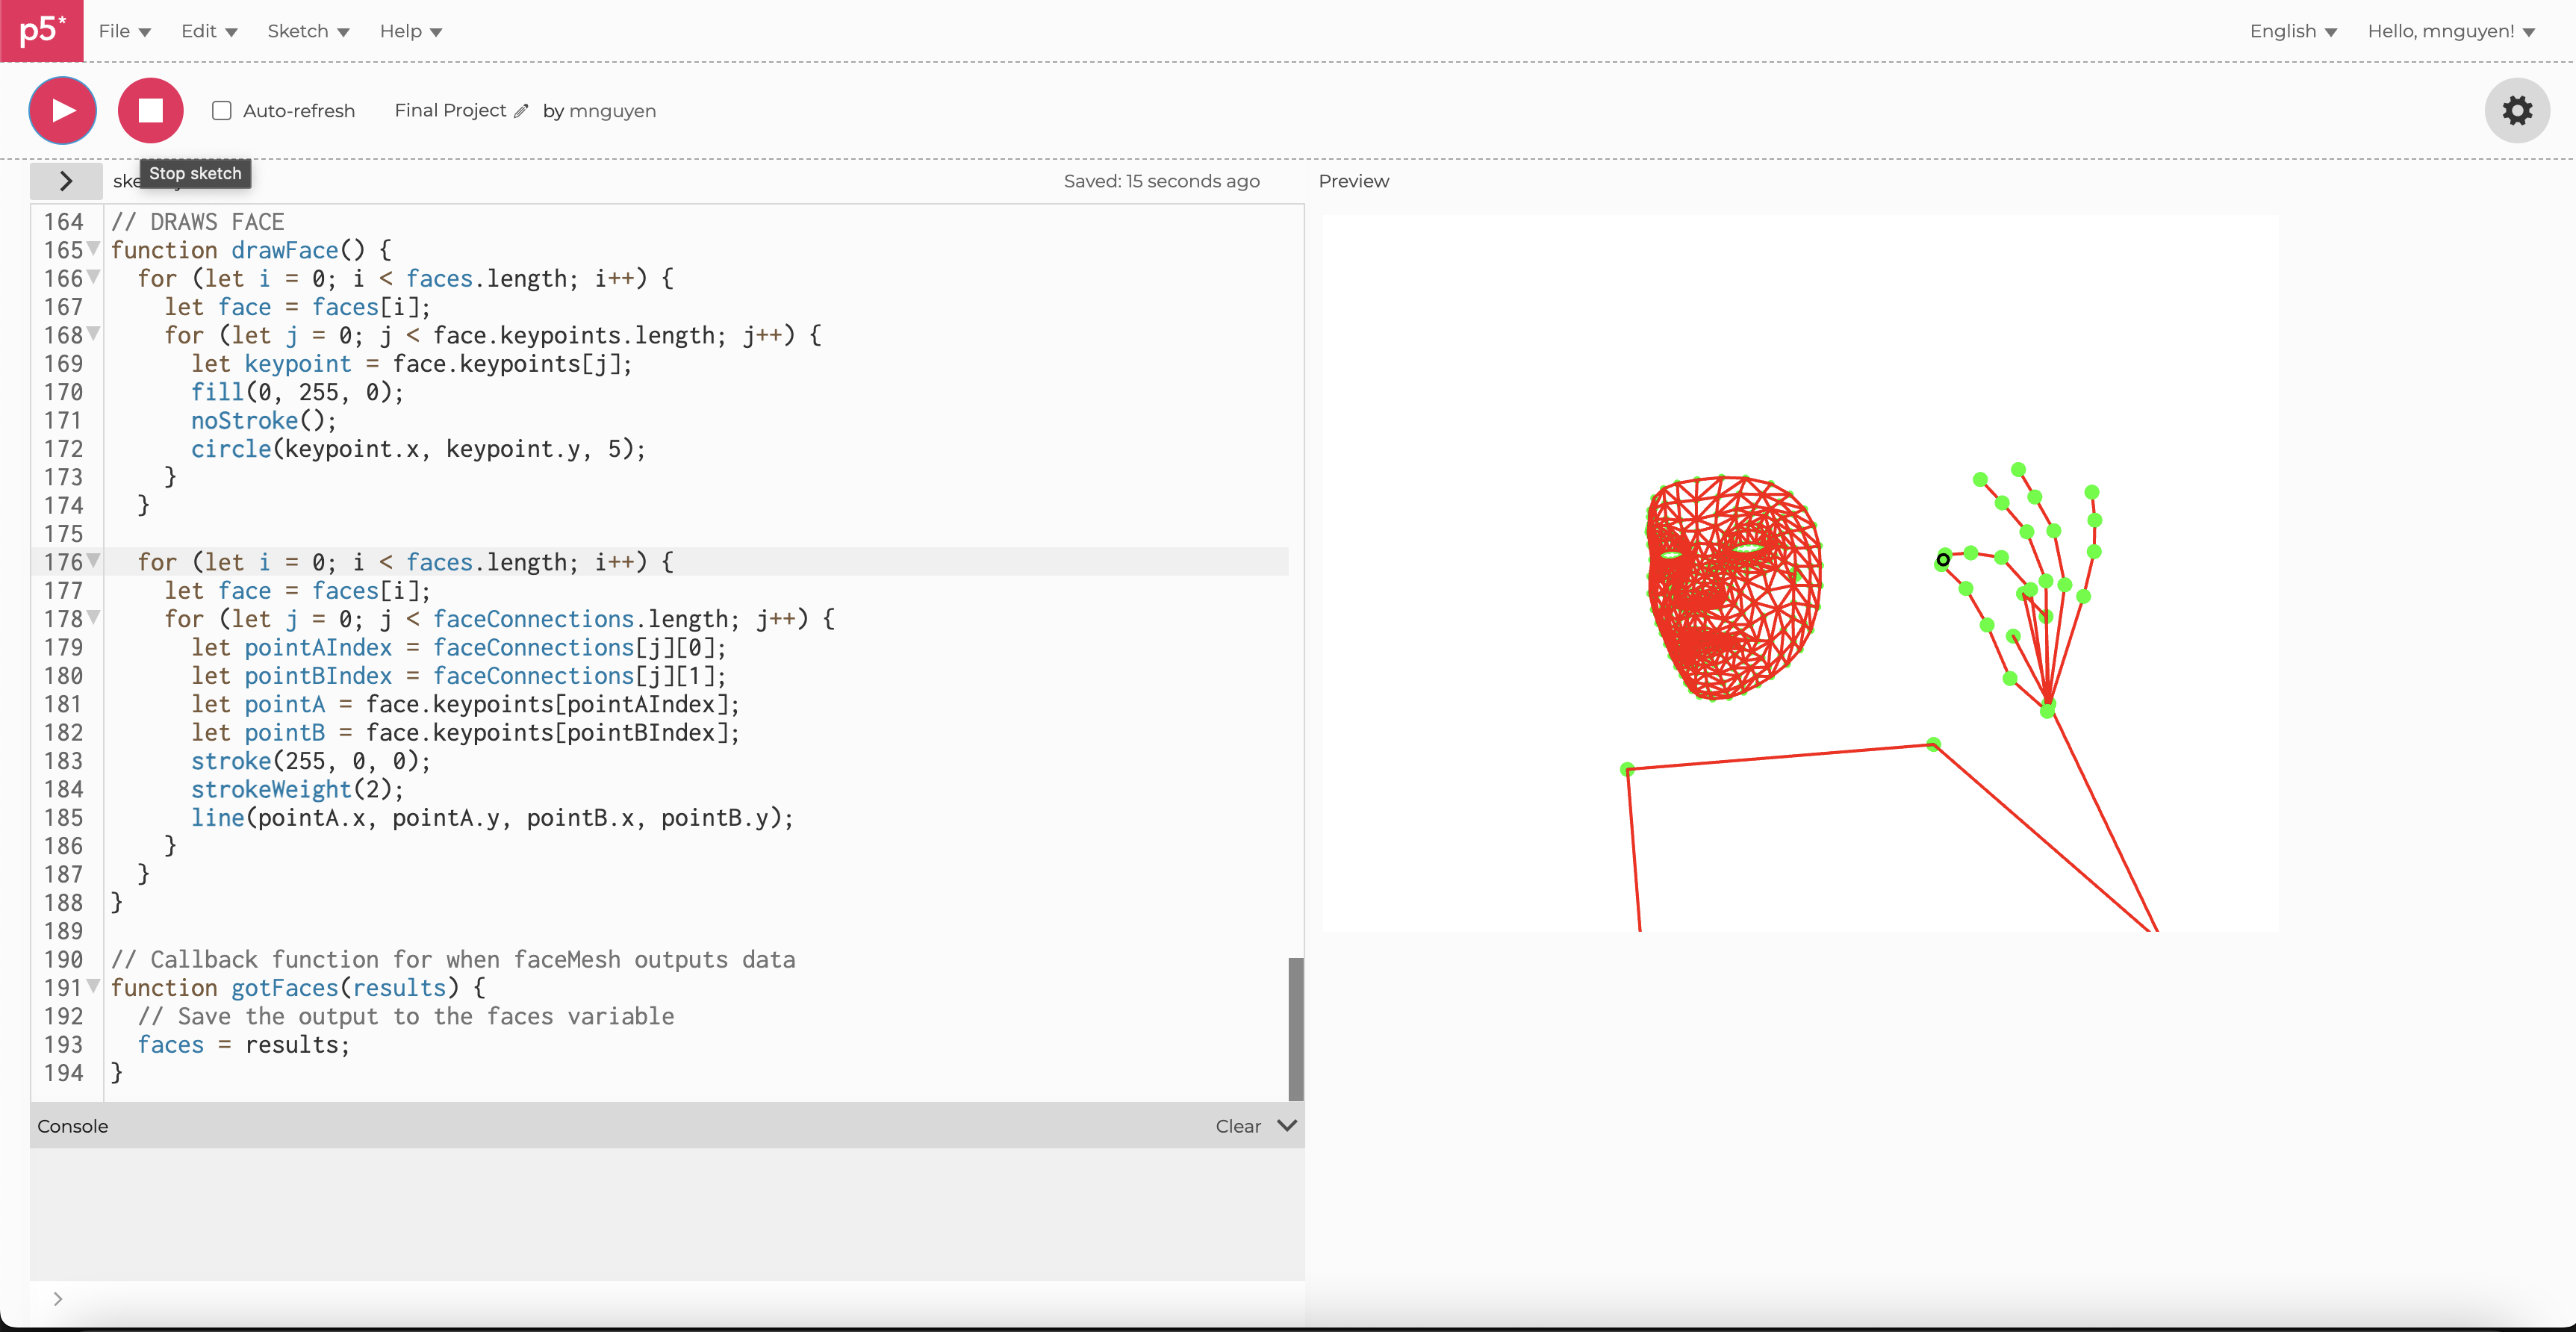 p5* File Edit Sketch Help English Hello, mnguyen!
Auto-refresh Final Project by mnguyen
Stop sketch
Saved: 15 seconds ago Preview
164 // DRAWS FACE
165 function drawFace() {
166 for (let i = 0; i < faces.length; i++) {
167 let face = faces[i];
168 for (let j = 0; j < face.keypoints.length; j++) {
169 let keypoint = face.keypoints[j];
170 fill(0, 255, 0);
171 noStroke();
172 circle(keypoint.x, keypoint.y, 5);
173 }
174 }
175
176 for (let i = 0; i < faces.length; i++) {
177 let face = faces[i];
178 for (let j = 0; j < faceConnections.length; j++) {
179 let pointAIndex = faceConnections[j][0];
180 let pointBIndex = faceConnections[j][1];
181 let pointA = face.keypoints[pointAIndex];
182 let pointB = face.keypoints[pointBIndex];
183 stroke(255, 0, 0);
184 strokeWeight(2);
185 line(pointA.x, pointA.y, pointB.x, pointB.y);
186 }
187 }
188 }
189
190 // Callback function for when faceMesh outputs data
191 function gotFaces(results) {
192 // Save the output to the faces variable
193 faces = results;
194 }
Console Clear